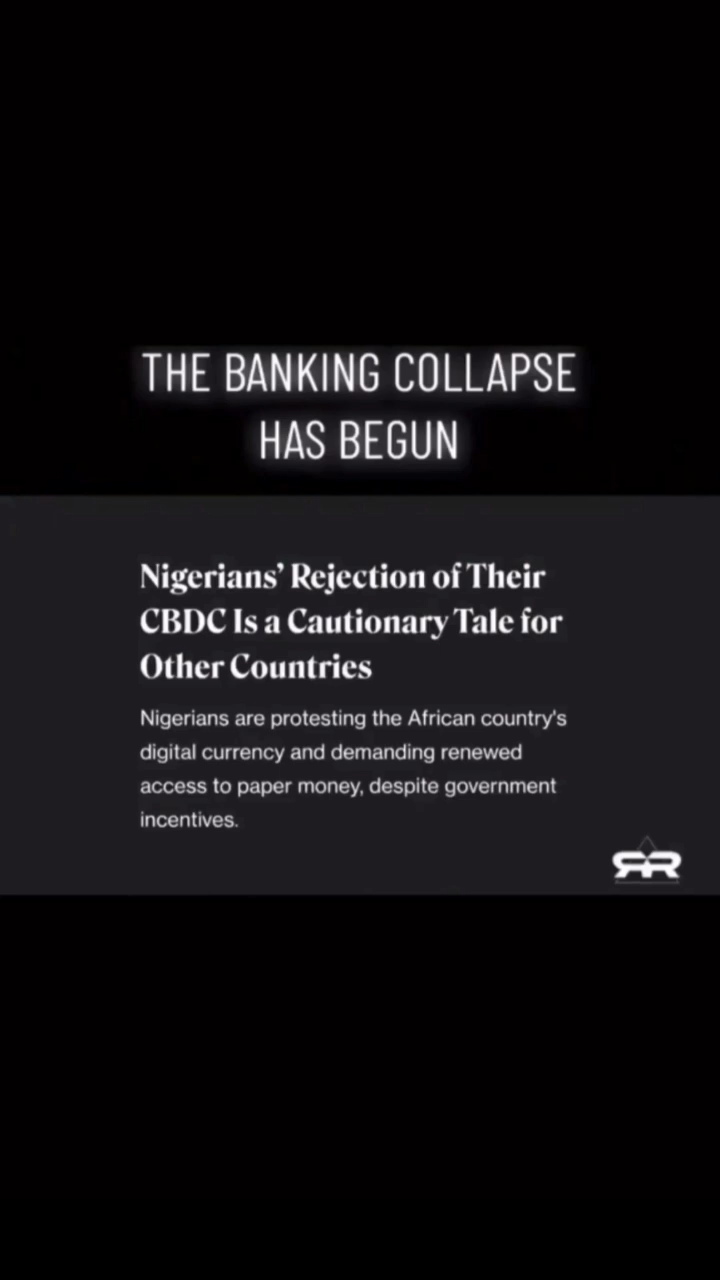 THE BANKING COLLAPSE
HAS BEGUN
Nigerians’ Rejection of Their
CBDC Is a Cautionary Tale for
Other Countries
Nigerians are protesting the African country's
digital currency and demanding renewed
access to paper money, despite government
incentives.
RR